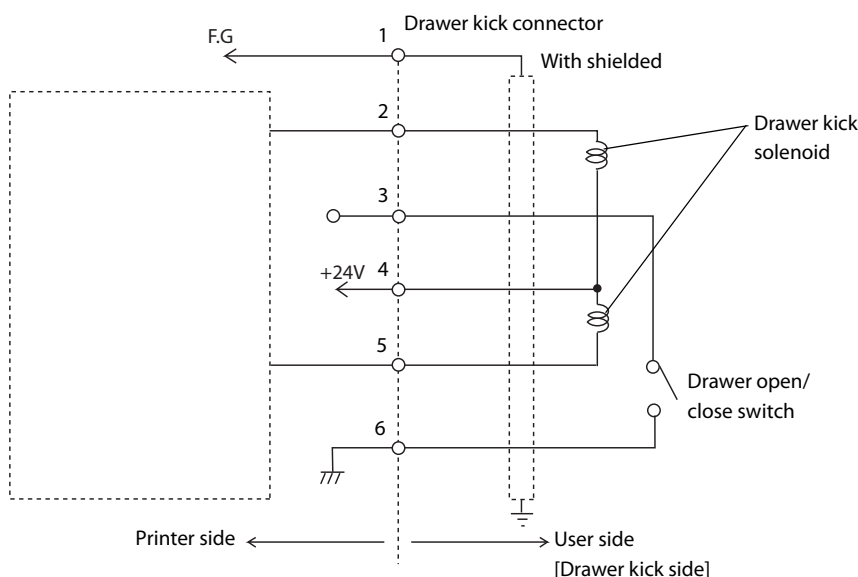 Drawer kick connector
F.G
1
With shielded
2
Drawer kick
solenoid
3
+24V
4
5
Drawer open/
close switch
6
Printer side
User side
[Drawer kick side]